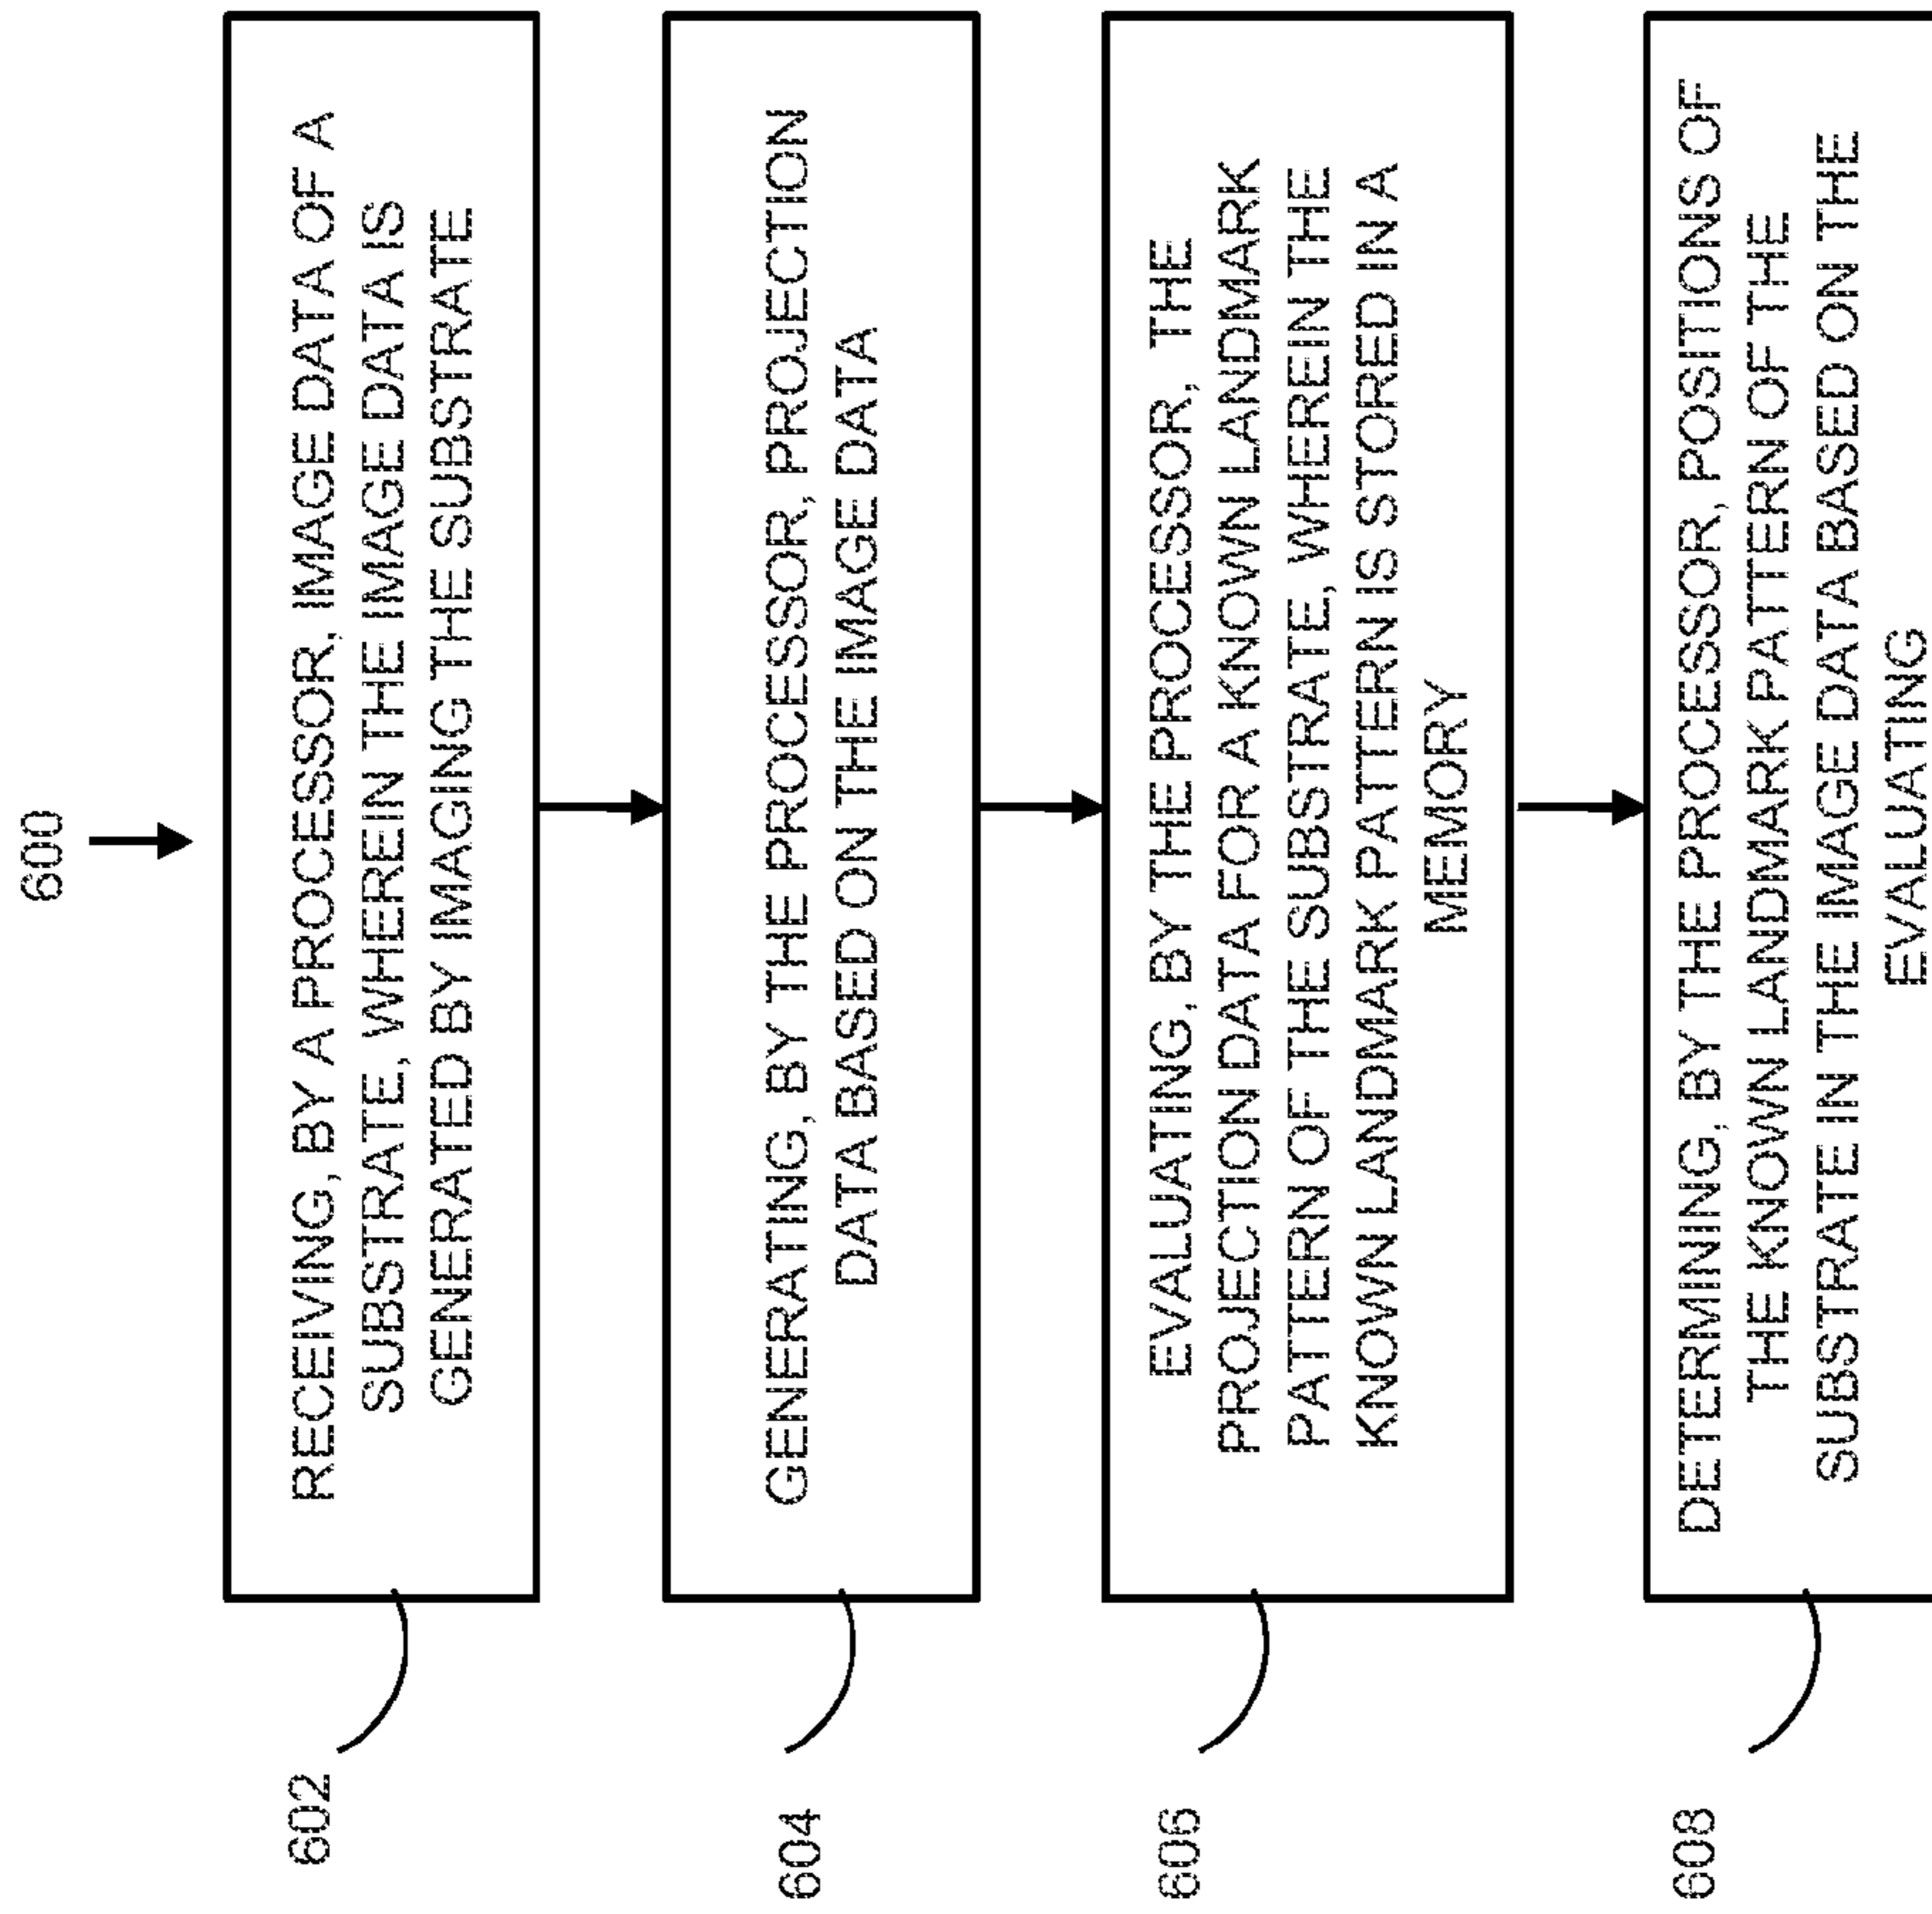 600
602
RECEIVING, BY A PROCESSOR, IMAGE DATA OF A
SUBSTRATE, WHEREIN THE IMAGE DATA IS
GENERATED BY IMAGING THE SUBSTRATE
604
GENERATING, BY THE PROCESSOR, PROJECTION
DATA BASED ON THE IMAGE DATA
606
EVALUATING, BY THE PROCESSOR, THE
PROJECTION DATA FOR A KNOWN LANDMARK
PATTERN OF THE SUBSTRATE, WHEREIN THE
KNOWN LANDMARK PATTERN IS STORED IN A
MEMORY
608
DETERMINING, BY THE PROCESSOR, POSITIONS OF
THE KNOWN LANDMARK PATTERN OF THE
SUBSTRATE IN THE IMAGE DATA BASED ON THE
EVALUATING